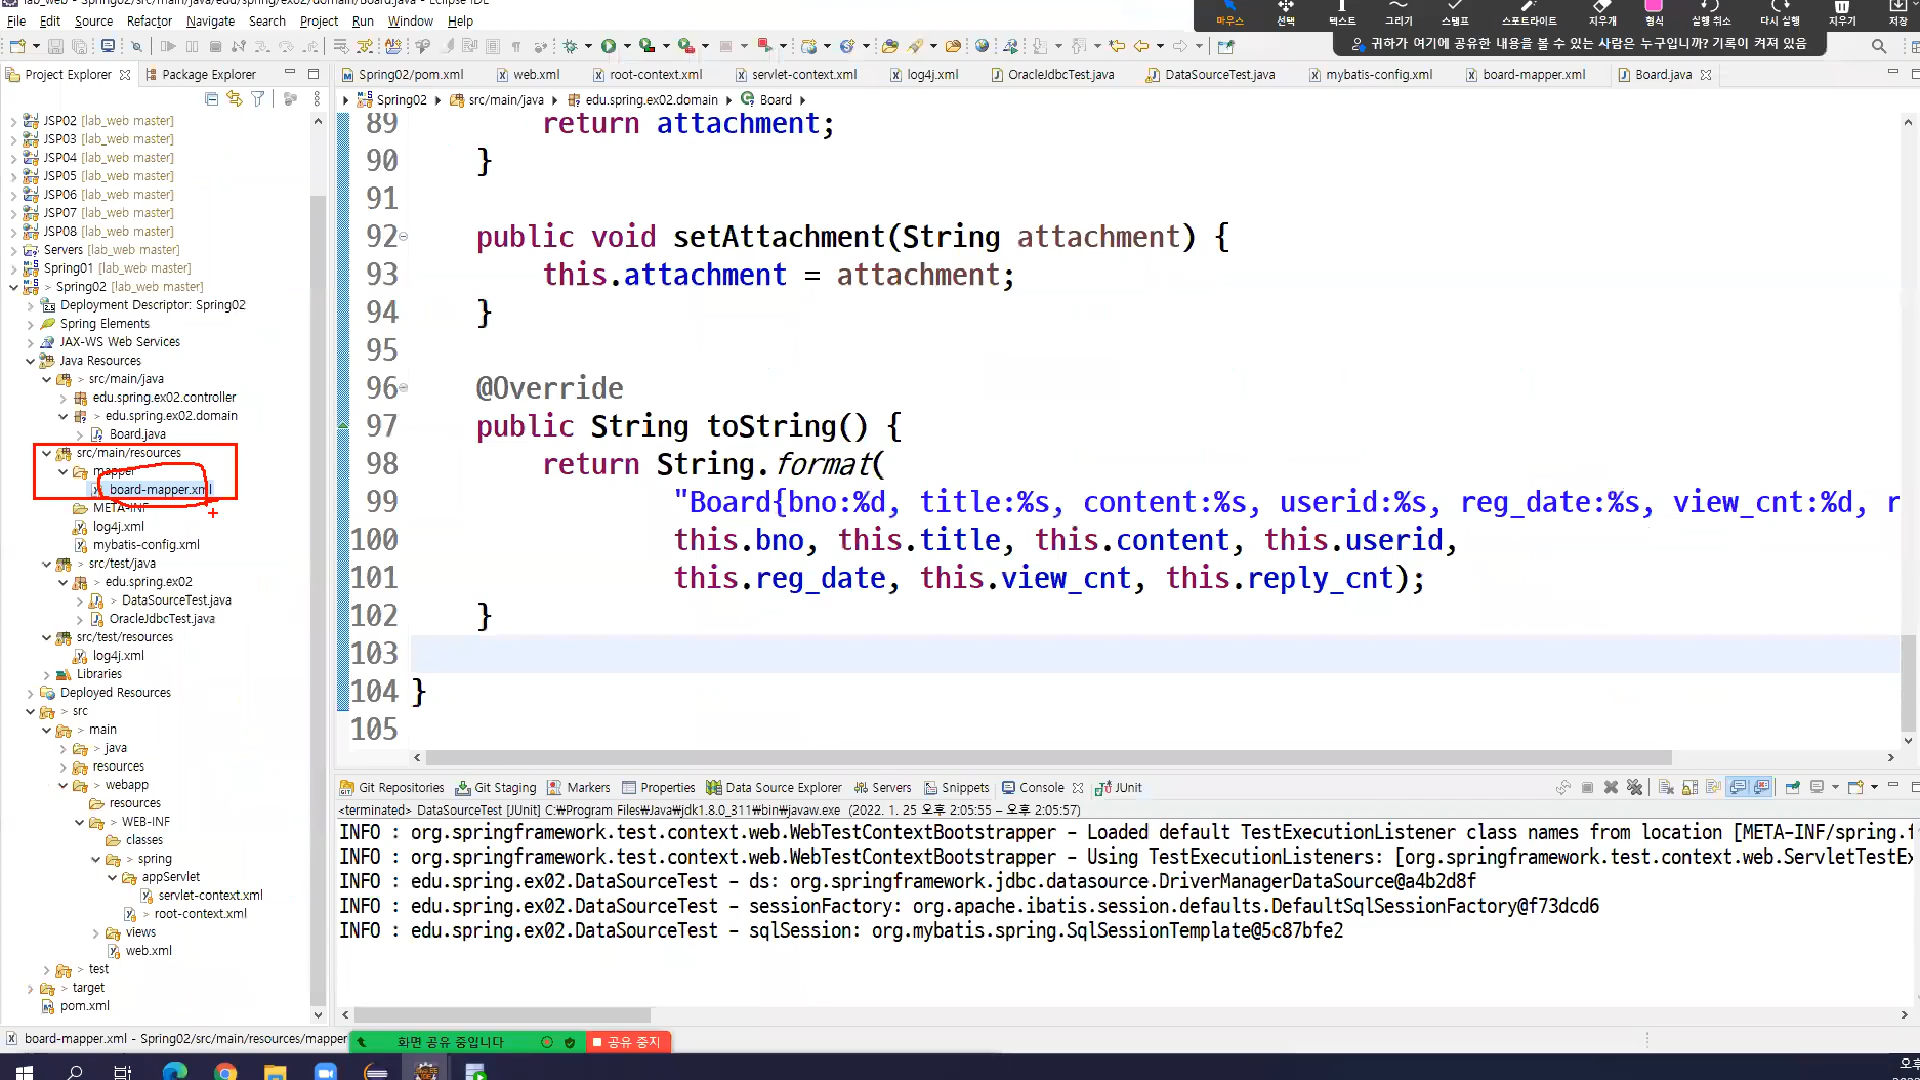 lab_web - Spring02/src/main/java/edu/spring/ex02/domain/Board.java - Eclipse IDE
File Edit Source Refactor Navigate Search Project Run Window Help
마우스 선택 텍스트 그리기 스탬프 스포트라이트 지우개 형식 실행 취소 다시 실행 지우기 저장
귀하가 여기에 공유한 내용을 볼 수 있는 사람은 누구입니까? 기록이 켜져 있음
Project Explorer Package Explorer
Spring02/pom.xml web.xml root-context.xml servlet-context.xml log4j.xml OracleJdbcTest.java DataSourceTest.java mybatis-config.xml board-mapper.xml Board.java
Spring02 src/main/java edu.spring.ex02.domain Board
JSP02 [lab_web master]
JSP03 [lab_web master]
JSP04 [lab_web master]
JSP05 [lab_web master]
JSP06 [lab_web master]
JSP07 [lab_web master]
JSP08 [lab_web master]
Servers [lab_web master]
Spring01 [lab_web master]
> Spring02 [lab_web master]
Deployment Descriptor: Spring02
Spring Elements
JAX-WS Web Services
Java Resources
> src/main/java
edu.spring.ex02.controller
> edu.spring.ex02.domain
Board.java
src/main/resources
mapper
board-mapper.xml
META-INF
log4j.xml
mybatis-config.xml
> src/test/java
> edu.spring.ex02
> DataSourceTest.java
OracleJdbcTest.java
src/test/resources
log4j.xml
Libraries
Deployed Resources
> src
> main
> java
resources
> webapp
resources
> WEB-INF
classes
> spring
appServlet
servlet-context.xml
> root-context.xml
views
web.xml
> test
> target
pom.xml
89 return attachment;
90 }
91
92 public void setAttachment(String attachment) {
93 this.attachment = attachment;
94 }
95
96 @Override
97 public String toString() {
98 return String.format(
99 "Board{bno:%d, title:%s, content:%s, userid:%s, reg_date:%s, view_cnt:%d, r
100 this.bno, this.title, this.content, this.userid,
101 this.reg_date, this.view_cnt, this.reply_cnt);
102 }
103
104 }
105
Git Repositories Git Staging Markers Properties Data Source Explorer Servers Snippets Console JUnit
<terminated> DataSourceTest [JUnit] C:₩Program Files₩Java₩jdk1.8.0_311₩bin₩javaw.exe (2022. 1. 25 오후 2:05:55 – 오후 2:05:57)
INFO : org.springframework.test.context.web.WebTestContextBootstrapper - Loaded default TestExecutionListener class names from location [META-INF/spring.f
INFO : org.springframework.test.context.web.WebTestContextBootstrapper - Using TestExecutionListeners: [org.springframework.test.context.web.ServletTestEx
INFO : edu.spring.ex02.DataSourceTest - ds: org.springframework.jdbc.datasource.DriverManagerDataSource@a4b2d8f
INFO : edu.spring.ex02.DataSourceTest - sessionFactory: org.apache.ibatis.session.defaults.DefaultSqlSessionFactory@f73dcd6
INFO : edu.spring.ex02.DataSourceTest - sqlSession: org.mybatis.spring.SqlSessionTemplate@5c87bfe2
board-mapper.xml - Spring02/src/main/resources/mapper
화면 공유 중입니다 공유 중지
오후